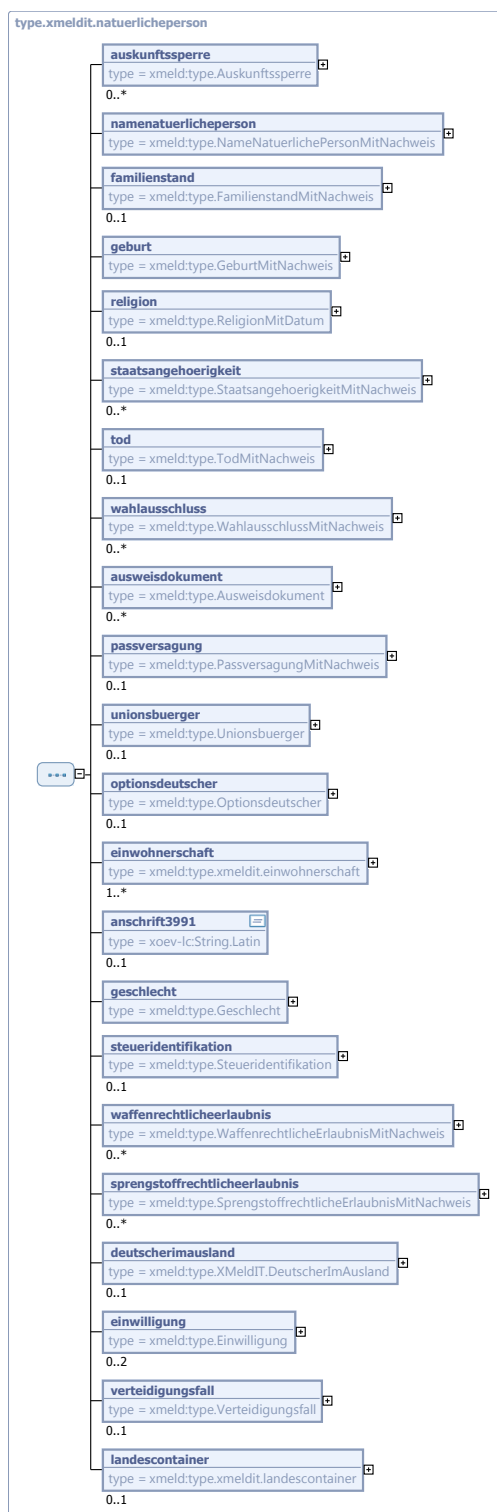 type.xmeldit.natuerlicheperson
auskunftssperre
type = xmeld:type.Auskunftssperre
0..*
namenatuerlicheperson
type = xmeld:type.NameNatuerlichePersonMitNachweis
familienstand
type = xmeld:type.FamilienstandMitNachweis
0..1
geburt
type = xmeld:type.GeburtMitNachweis
religion
type = xmeld:type.ReligionMitDatum
0..1
staatsangehoerigkeit
type = xmeld:type.StaatsangehoerigkeitMitNachweis
0..*
tod
type = xmeld:type.TodMitNachweis
0..1
wahlausschluss
type = xmeld:type.WahlausschlussMitNachweis
0..*
ausweisdokument
type = xmeld:type.Ausweisdokument
0..*
passversagung
type = xmeld:type.PassversagungMitNachweis
0..1
unionsbuerger
type = xmeld:type.Unionsbuerger
0..1
optionsdeutscher
type = xmeld:type.Optionsdeutscher
0..1
einwohnerschaft
type = xmeld:type.xmeldit.einwohnerschaft
1..*
anschrift3991
type = xoev-lc:String.Latin
0..1
geschlecht
type = xmeld:type.Geschlecht
steueridentifikation
type = xmeld:type.Steueridentifikation
0..1
waffenrechtlicheerlaubnis
type = xmeld:type.WaffenrechtlicheErlaubnisMitNachweis
0..*
sprengstoffrechtlicheerlaubnis
type = xmeld:type.SprengstoffrechtlicheErlaubnisMitNachweis
0..*
deutscherimausland
type = xmeld:type.XMeldIT.DeutscherImAusland
0..1
einwilligung
type = xmeld:type.Einwilligung
0..2
verteidigungsfall
type = xmeld:type.Verteidigungsfall
0..1
landescontainer
type = xmeld:type.xmeldit.landescontainer
0..1